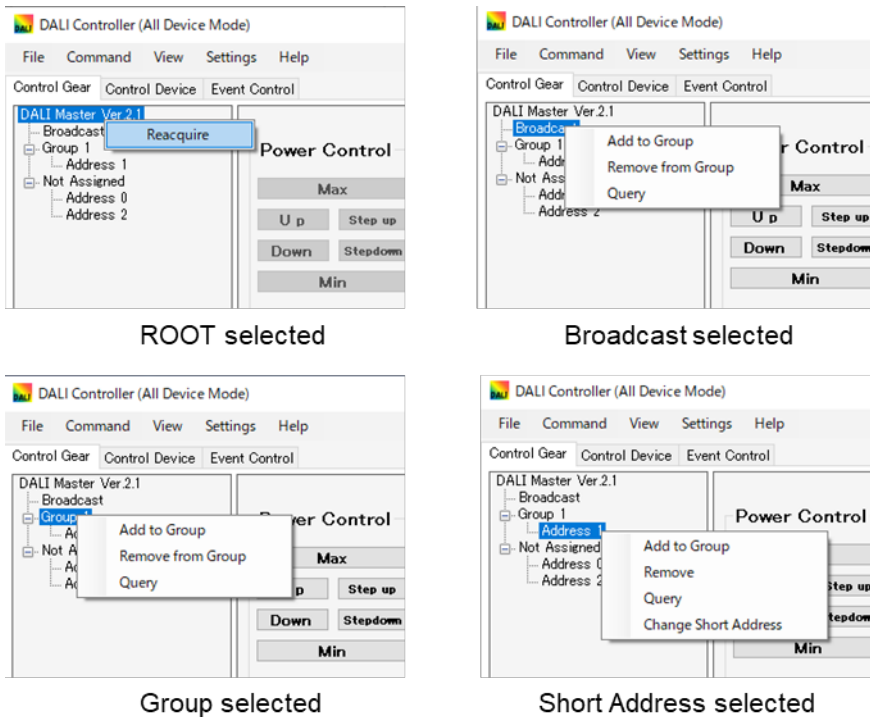 DALI Controller (All Device Mode)
File Command View Settings Help
Control Gear Control Device Event Control
DALI Master Ver.2.1
Broadcast
Reacquire
Group 1
Address 1
Not Assigned
Address 0
Address 2
Power Control
Max
U p Step up
Down Stepdown
Min
ROOT selected
DALI Controller (All Device Mode)
File Command View Settings Help
Control Gear Control Device Event Control
DALI Master Ver.2.1
Broadca
Group 1
Addr
Not Ass
Addr
Address 2
Add to Group
Remove from Group
Query
r Control
Max
U p Step up
Down Stepdown
Min
Broadcast selected
DALI Controller (All Device Mode)
File Command View Settings Help
Control Gear Control Device Event Control
DALI Master Ver.2.1
Broadcast
Group 1
Ad
Not A
Ad
Ad
Add to Group
Remove from Group
Query
er Control
Max
p Step up
Down Stepdown
Min
Group selected
DALI Controller (All Device Mode)
File Command View Settings Help
Control Gear Control Device Event Control
DALI Master Ver.2.1
Broadcast
Group 1
Address 1
Not Assigned
Address 0
Address 2
Add to Group
Remove
Query
Change Short Address
Power Control
Step up
tepdown
Min
Short Address selected